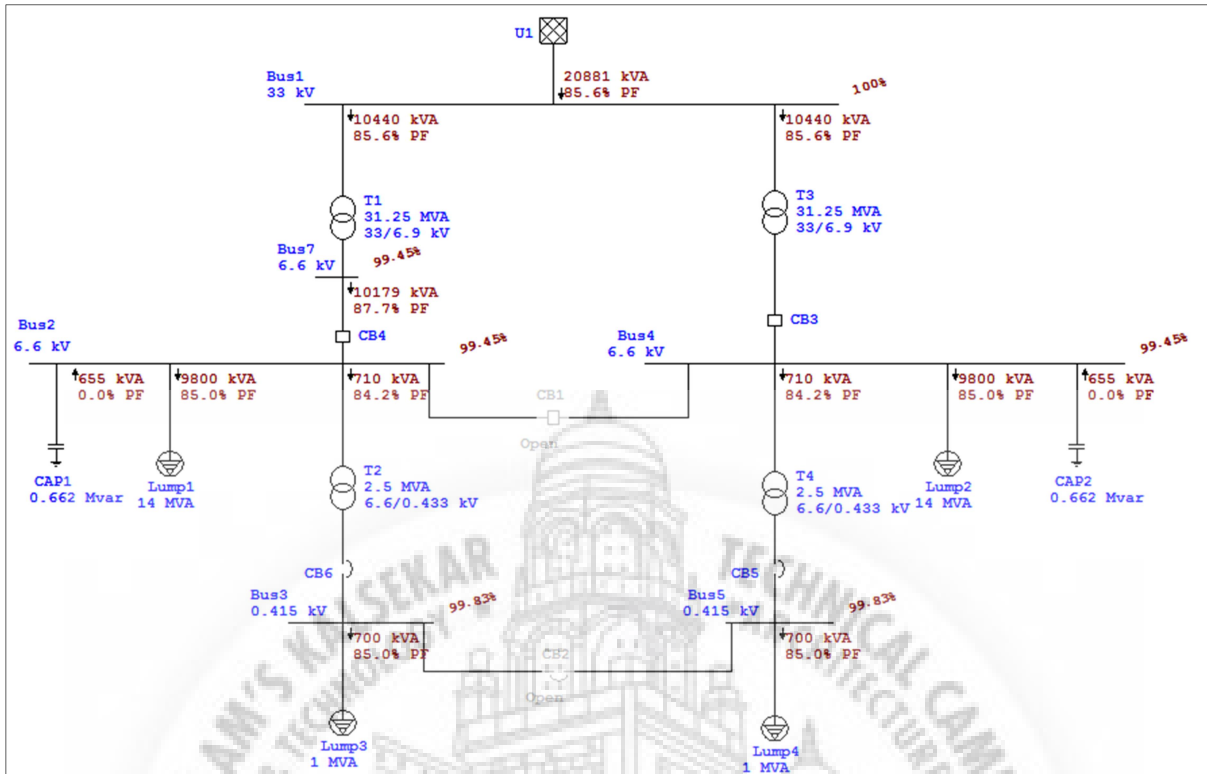 U1
20881 kVA
85.6% PF
Bus1
33 kV
100%
10440 kVA
85.6% PF
10440 kVA
85.6% PF
T1
31.25 MVA
33/6.9 kV
T3
31.25 MVA
33/6.9 kV
Bus7
6.6 kV
99.45%
10179 kVA
87.7% PF
CB4
CB3
Bus2
6.6 kV
99.45%
Bus4
6.6 kV
99.45%
655 kVA
0.0% PF
9800 kVA
85.0% PF
710 kVA
84.2% PF
710 kVA
84.2% PF
9800 kVA
85.0% PF
655 kVA
0.0% PF
CB1
Open
CAP1
0.662 Mvar
Lump1
14 MVA
T2
2.5 MVA
6.6/0.433 kV
T4
2.5 MVA
6.6/0.433 kV
Lump2
14 MVA
CAP2
0.662 Mvar
CB6
CB5
Bus3
0.415 kV
99.83%
Bus5
0.415 kV
99.83%
700 kVA
85.0% PF
700 kVA
85.0% PF
CB2
Open
Lump3
1 MVA
Lump4
1 MVA
KALSEKAR TECHNICAL